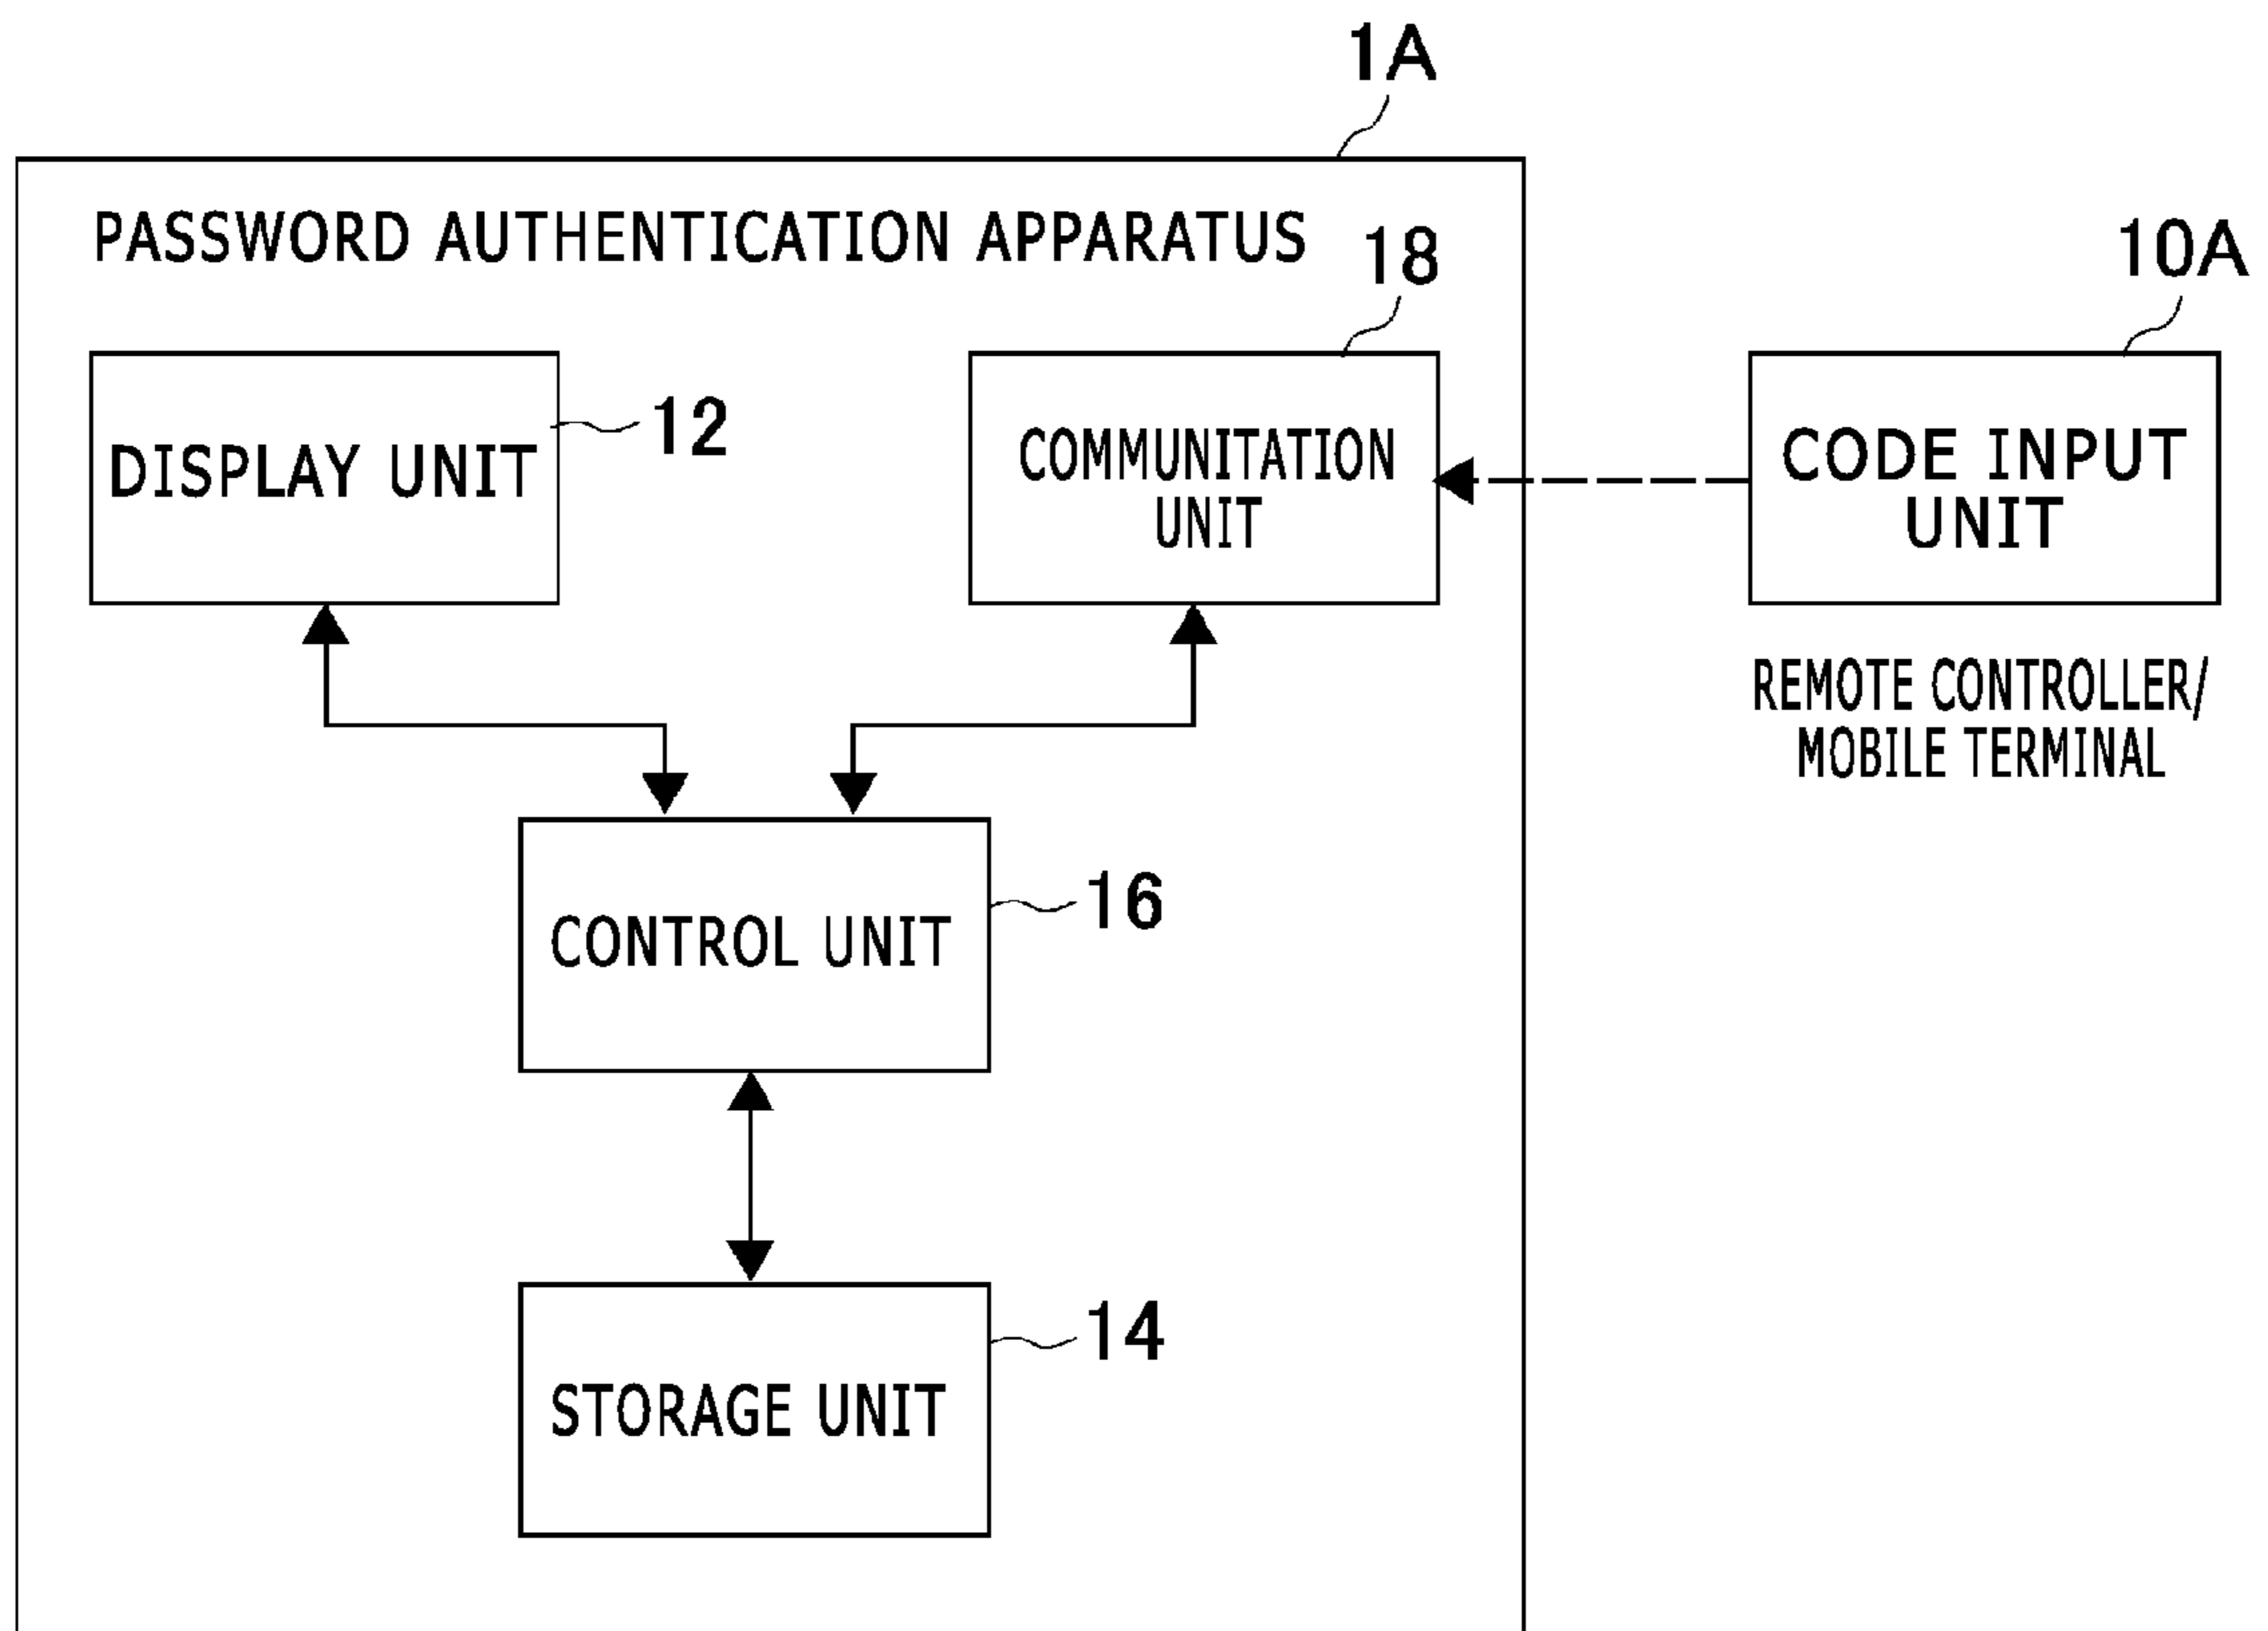 1A
PASSWORD AUTHENTICATION APPARATUS
18
10A
DISPLAY UNIT
12
COMMUNITATION
UNIT
CODE INPUT
UNIT
REMOTE CONTROLLER/
MOBILE TERMINAL
CONTROL UNIT
16
STORAGE UNIT
14